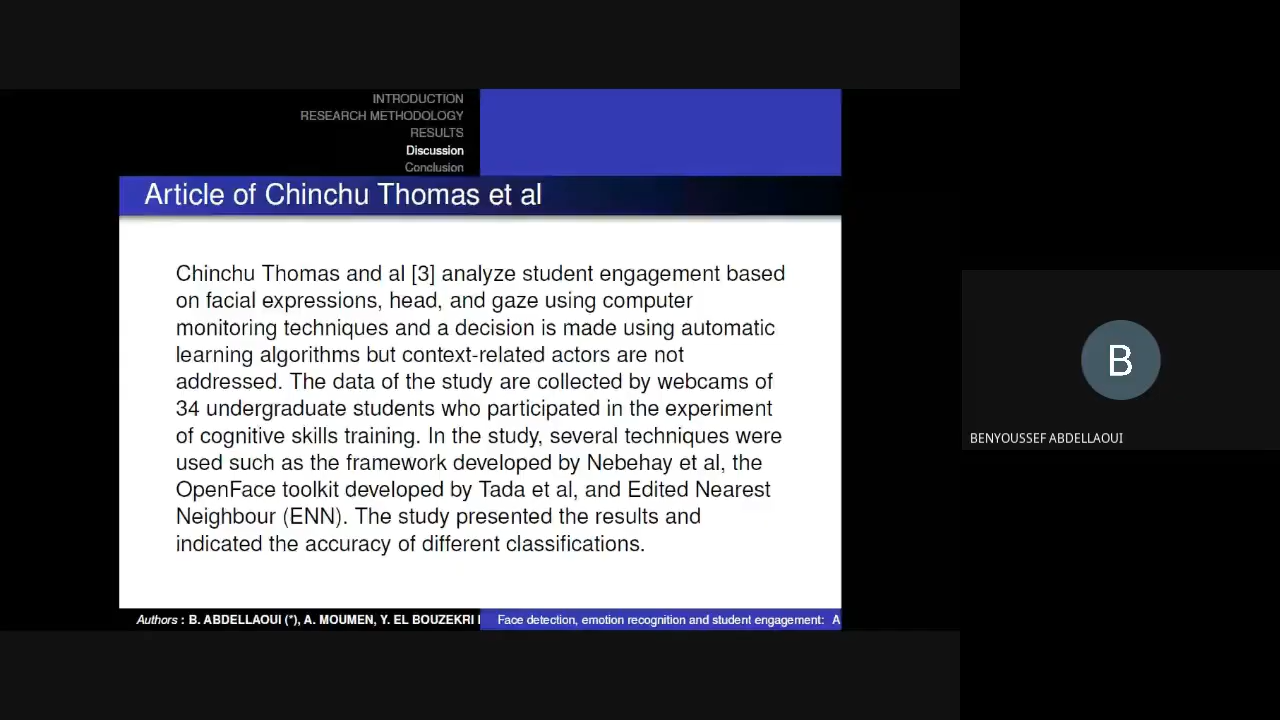 INTRODUCTION
RESEARCH METHODOLOGY
RESULTS
Discussion
Conclusion
Article of Chinchu Thomas et al
Chinchu Thomas and al [3] analyze student engagement based
on facial expressions, head, and gaze using computer
monitoring techniques and a decision is made using automatic
learning algorithms but context-related actors are not
addressed. The data of the study are collected by webcams of
34 undergraduate students who participated in the experiment
of cognitive skills training. In the study, several techniques were
used such as the framework developed by Nebehay et al, the
OpenFace toolkit developed by Tada et al, and Edited Nearest
Neighbour (ENN). The study presented the results and
indicated the accuracy of different classifications.
Authors : B. ABDELLAOUI (*), A. MOUMEN, Y. EL BOUZEKRI
Face detection, emotion recognition and student engagement: A
B
BENYOUSSEF ABDELLAOUI